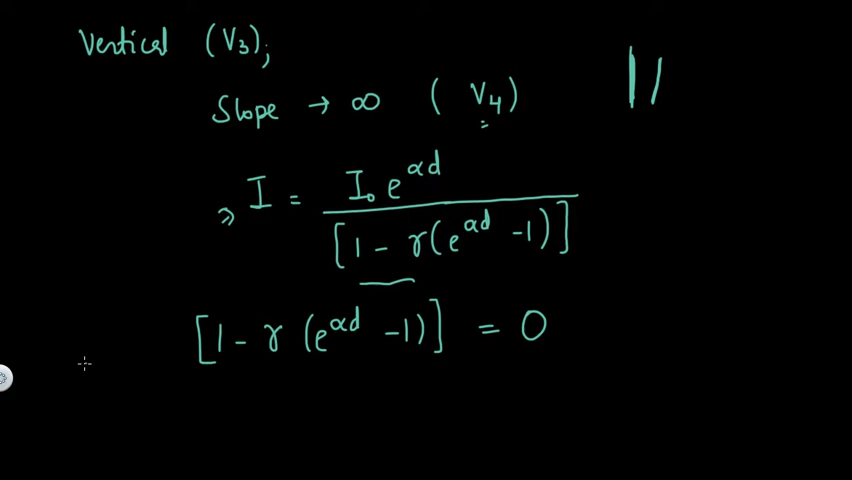 Vertical (V₃);
Slope → ∞ ( V₄)
⇒ I = I₀ e^αd / [1 - γ(e^αd - 1)]
[1 - γ (e^αd - 1)] = 0